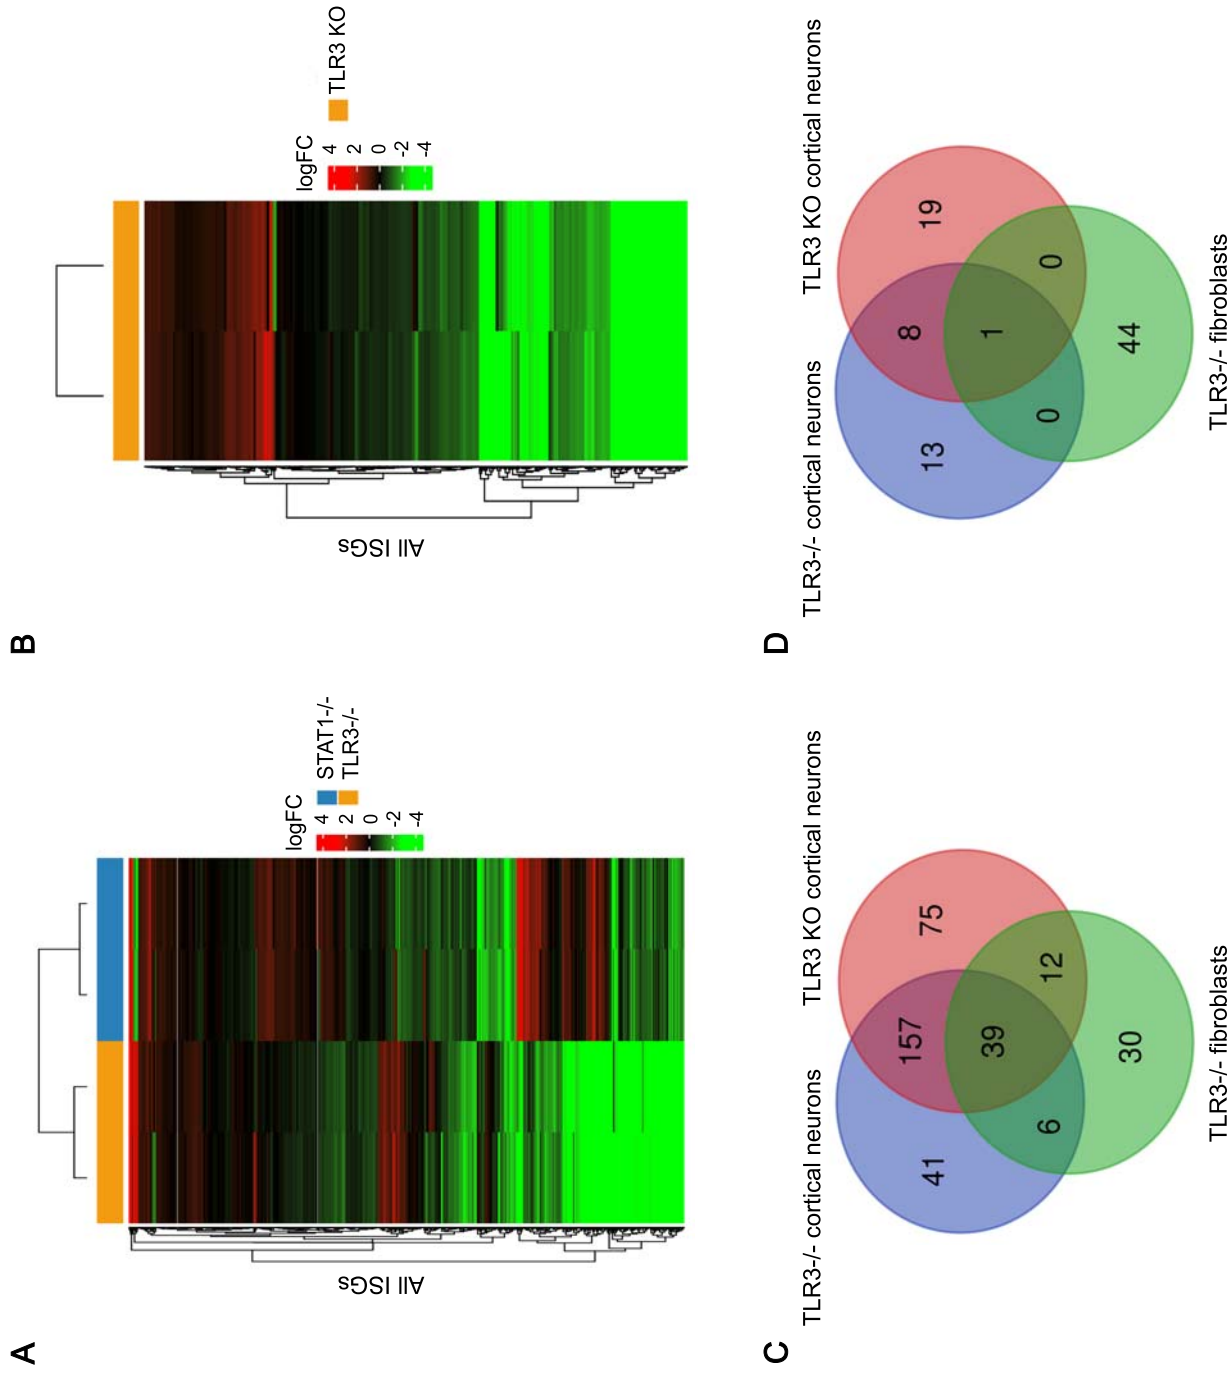 A
All ISGs
logFC
4
2
0
-2
-4
STAT1-/-
TLR3-/-
B
All ISGs
logFC
4
2
0
-2
-4
TLR3 KO
C
TLR3-/- cortical neurons
TLR3 KO cortical neurons
41
157
75
39
6
12
30
TLR3-/- fibroblasts
D
TLR3-/- cortical neurons
TLR3 KO cortical neurons
13
8
19
1
0
0
44
TLR3-/- fibroblasts